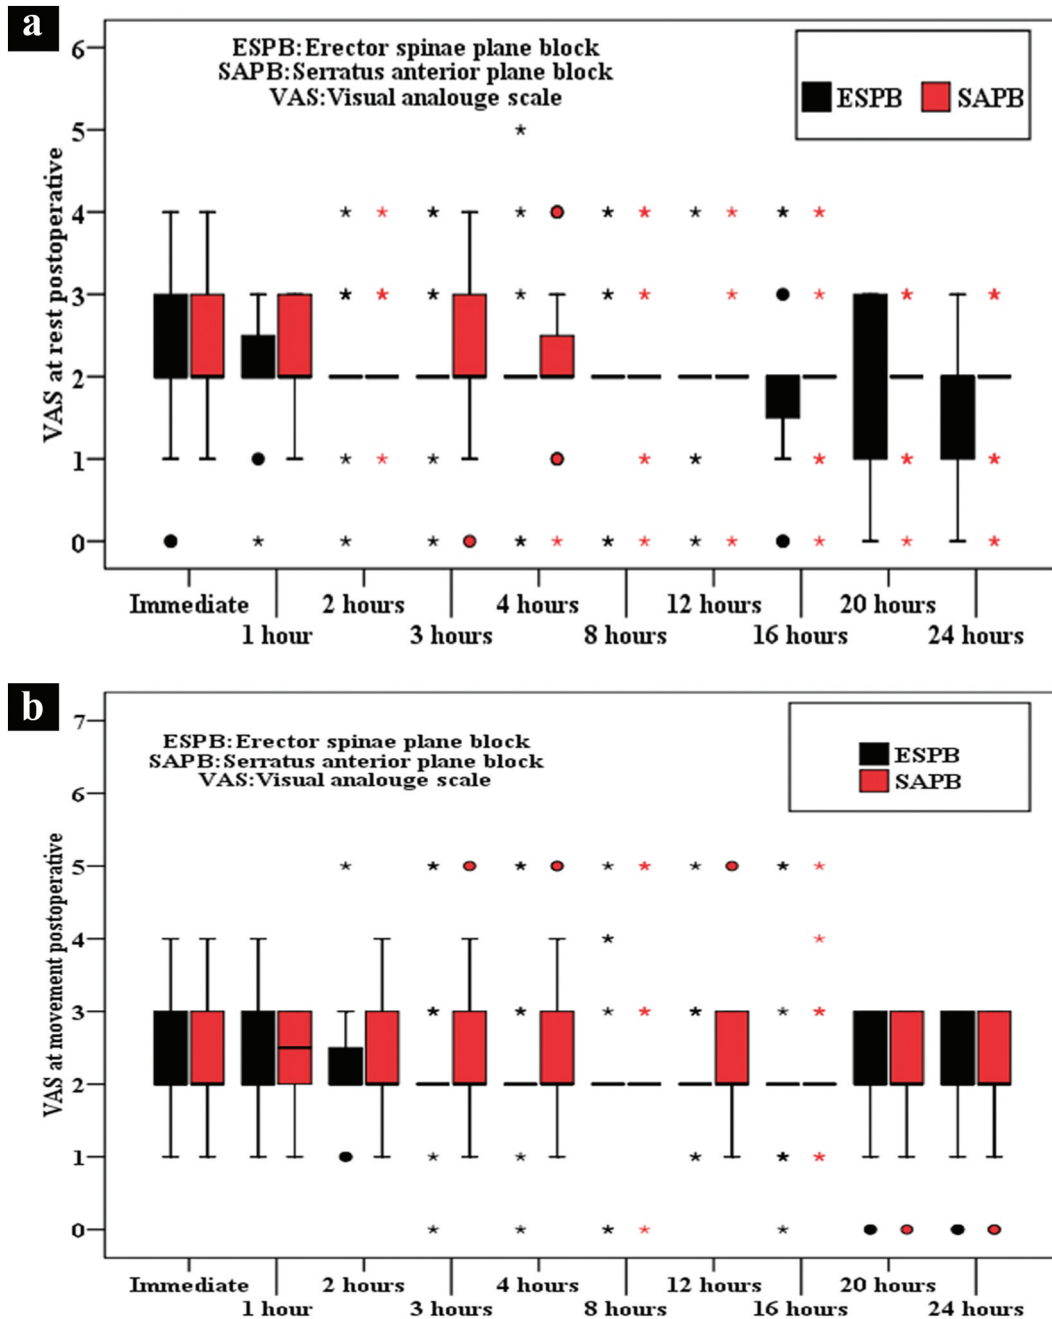 a
ESPB:Erector spinae plane block
SAPB:Serratus anterior plane block
VAS:Visual analouge scale
ESPB SAPB
VAS at rest postoperative
6
5
4
3
2
1
0
Immediate 2 hours 4 hours 12 hours 20 hours
1 hour 3 hours 8 hours 16 hours 24 hours
b
ESPB:Erector spinae plane block
SAPB:Serratus anterior plane block
VAS:Visual analouge scale
ESPB
SAPB
VAS at movement postoperative
7
6
5
4
3
2
1
0
Immediate 2 hours 4 hours 12 hours 20 hours
1 hour 3 hours 8 hours 16 hours 24 hours